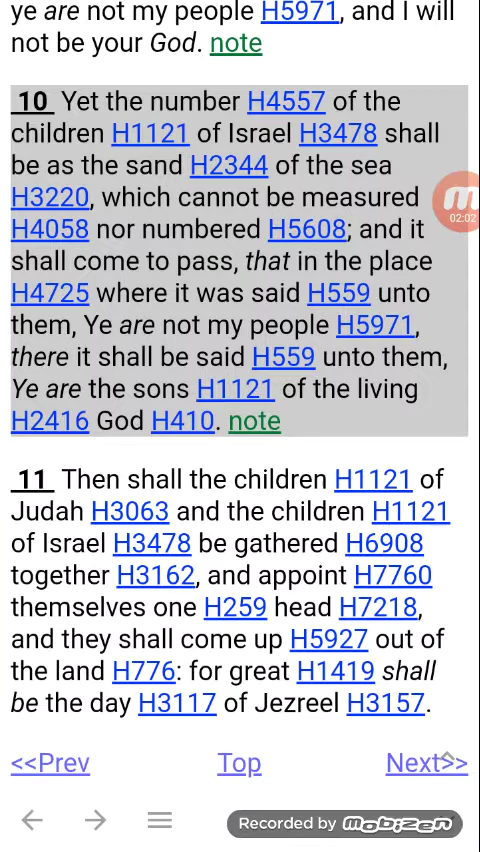 ye are not my people H5971, and I will
not be your God. note
10 Yet the number H4557 of the
children H1121 of Israel H3478 shall
be as the sand H2344 of the sea
H3220, which cannot be measured
H4058 nor numbered H5608; and it
shall come to pass, that in the place
H4725 where it was said H559 unto
them, Ye are not my people H5971,
there it shall be said H559 unto them,
Ye are the sons H1121 of the living
H2416 God H410. note
02:02
11 Then shall the children H1121 of
Judah H3063 and the children H1121
of Israel H3478 be gathered H6908
together H3162, and appoint H7760
themselves one H259 head H7218,
and they shall come up H5927 out of
the land H776: for great H1419 shall
be the day H3117 of Jezreel H3157.
<<Prev Top Next>>
Recorded by mobizen